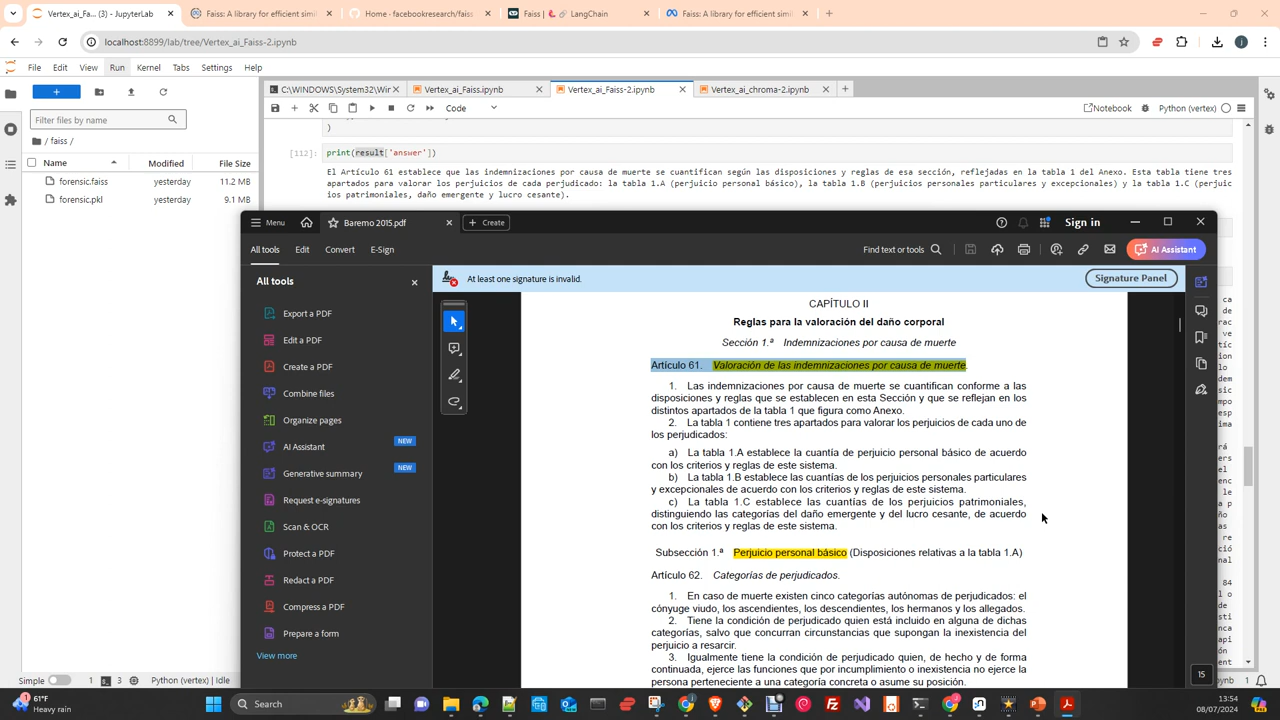 Vertex_ai_Fa... (3) - JupyterLab
Faiss: A library for efficient simil
Home · facebookresearch/faiss
Faiss | 🦜️🔗 LangChain
Faiss: A library for efficient simil
localhost:8899/lab/tree/Vertex_ai_Faiss-2.ipynb
File Edit View Run Kernel Tabs Settings Help
C:\WINDOWS\System32\Wir
Vertex_ai_Faiss.ipynb
Vertex_ai_Faiss-2.ipynb
Vertex_ai_chroma-2.ipynb
Code
Notebook
Python (vertex)
Filter files by name
/ faiss /
Name Modified File Size
forensic.faiss yesterday 11.2 MB
forensic.pkl yesterday 9.1 MB
)
[112]: print(result['answer'])
El Artículo 61 establece que las indemnizaciones por causa de muerte se cuantifican según las disposiciones y reglas de esa sección, reflejadas en la tabla 1 del Anexo. Esta tabla tiene tres
apartados para valorar los perjuicios de cada perjudicado: la tabla 1.A (perjuicio personal básico), la tabla 1.B (perjuicios personales particulares y excepcionales) y la tabla 1.C (perjuic
ios patrimoniales, daño emergente y lucro cesante).
Menu
Baremo 2015.pdf
Create
Sign in
All tools Edit Convert E-Sign
Find text or tools
AI Assistant
All tools
At least one signature is invalid.
Signature Panel
Export a PDF
Edit a PDF
Create a PDF
Combine files
Organize pages
AI Assistant NEW
Generative summary NEW
Request e-signatures
Scan & OCR
Protect a PDF
Redact a PDF
Compress a PDF
Prepare a form
View more
CAPÍTULO II
Reglas para la valoración del daño corporal
Sección 1.ª Indemnizaciones por causa de muerte
Artículo 61. Valoración de las indemnizaciones por causa de muerte.
1. Las indemnizaciones por causa de muerte se cuantifican conforme a las
disposiciones y reglas que se establecen en esta Sección y que se reflejan en los
distintos apartados de la tabla 1 que figura como Anexo.
2. La tabla 1 contiene tres apartados para valorar los perjuicios de cada uno de
los perjudicados:
a) La tabla 1.A establece la cuantía de perjuicio personal básico de acuerdo
con los criterios y reglas de este sistema.
b) La tabla 1.B establece las cuantías de los perjuicios personales particulares
y excepcionales de acuerdo con los criterios y reglas de este sistema.
c) La tabla 1.C establece las cuantías de los perjuicios patrimoniales,
distinguiendo las categorías del daño emergente y del lucro cesante, de acuerdo
con los criterios y reglas de este sistema.
Subsección 1.ª Perjuicio personal básico (Disposiciones relativas a la tabla 1.A)
Artículo 62. Categorías de perjudicados.
1. En caso de muerte existen cinco categorías autónomas de perjudicados: el
cónyuge viudo, los ascendientes, los descendientes, los hermanos y los allegados.
2. Tiene la condición de perjudicado quien está incluido en alguna de dichas
categorías, salvo que concurran circunstancias que supongan la inexistencia del
perjuicio a resarcir.
3. Igualmente tiene la condición de perjudicado quien, de hecho y de forma
continuada, ejerce las funciones que por incumplimiento o inexistencia no ejerce la
persona perteneciente a una categoría concreta o asume su posición.
15
Simple
1
3
Python (vertex) | Idle
61°F
Heavy rain
Search
13:54
08/07/2024